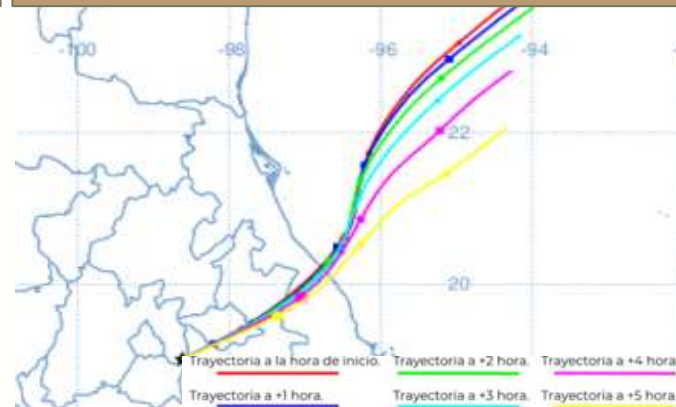 -100 -98 -96 -94
22
20
Trayectoria a la hora de inicio. Trayectoria a +2 hora. Trayectoria a +4 hora
Trayectoria a +1 hora. Trayectoria a +3 hora. Trayectoria a +5 hora